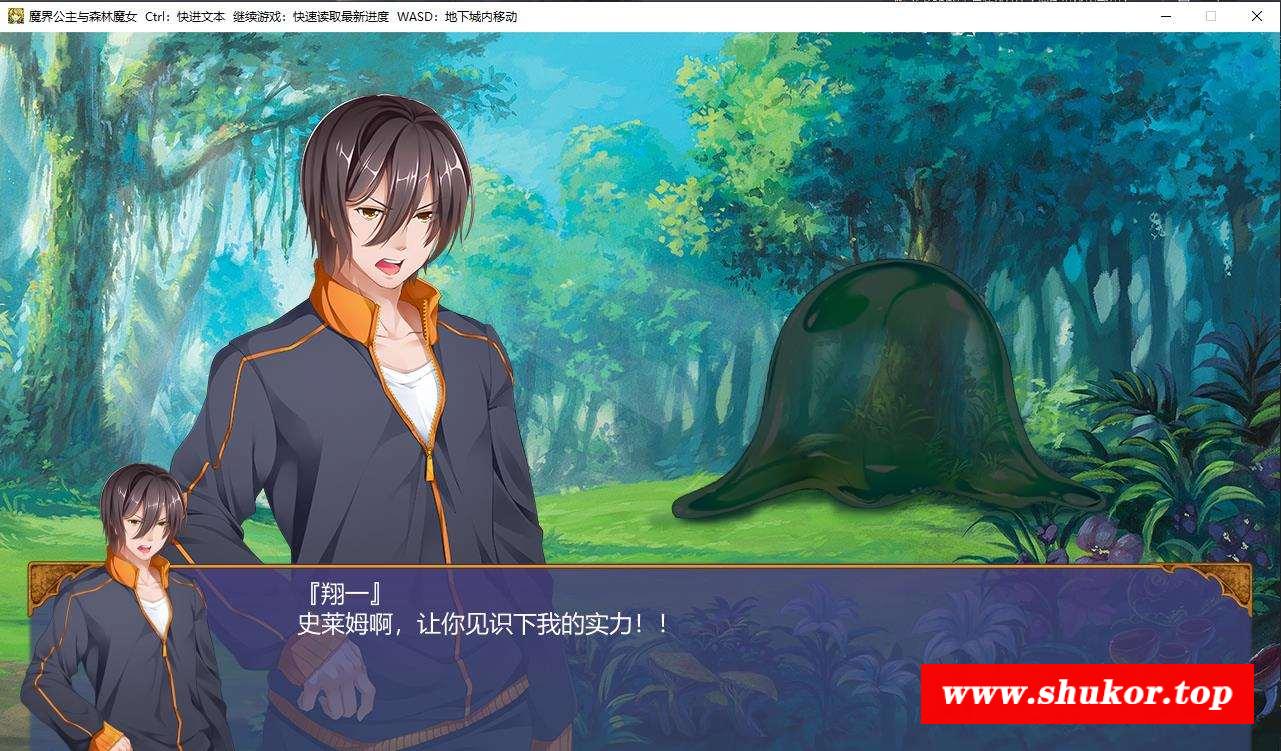 魔界公主与森林魔女 Ctrl：快进文本 继续游戏：快速读取最新进度 WASD：地下城内移动
『翔一』
史莱姆啊，让你见识下我的实力！！
www.shukor.top